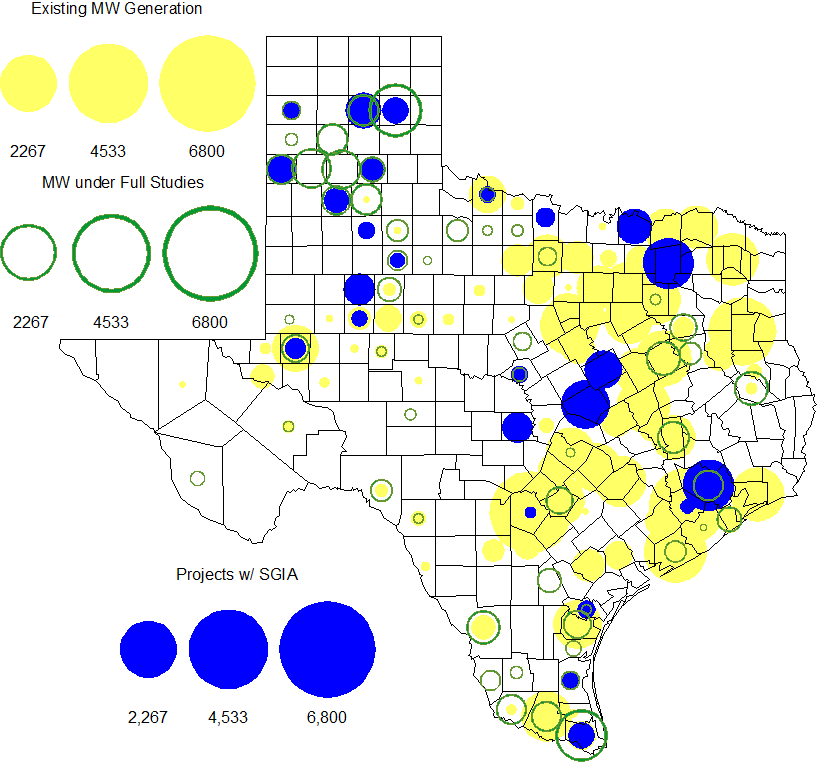 Existing MW Generation
2267 4533 6800
MW under Full Studies
2267 4533 6800
Projects w/ SGIA
2,267 4,533 6,800